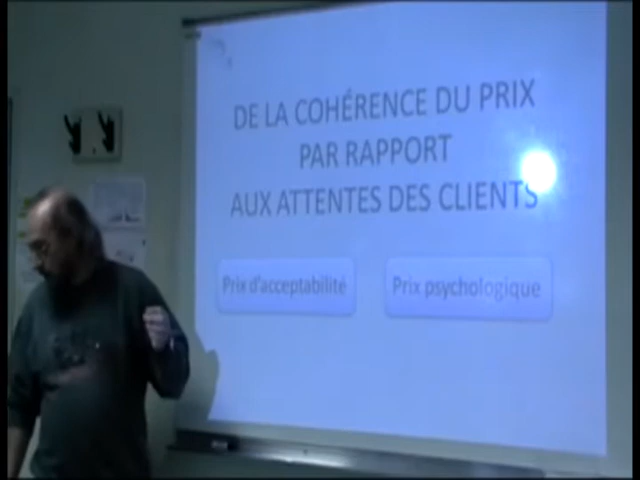 DE LA COHÉRENCE DU PRIX
PAR RAPPORT
AUX ATTENTES DES CLIENTS
Prix d'acceptabilité
Prix psychologique